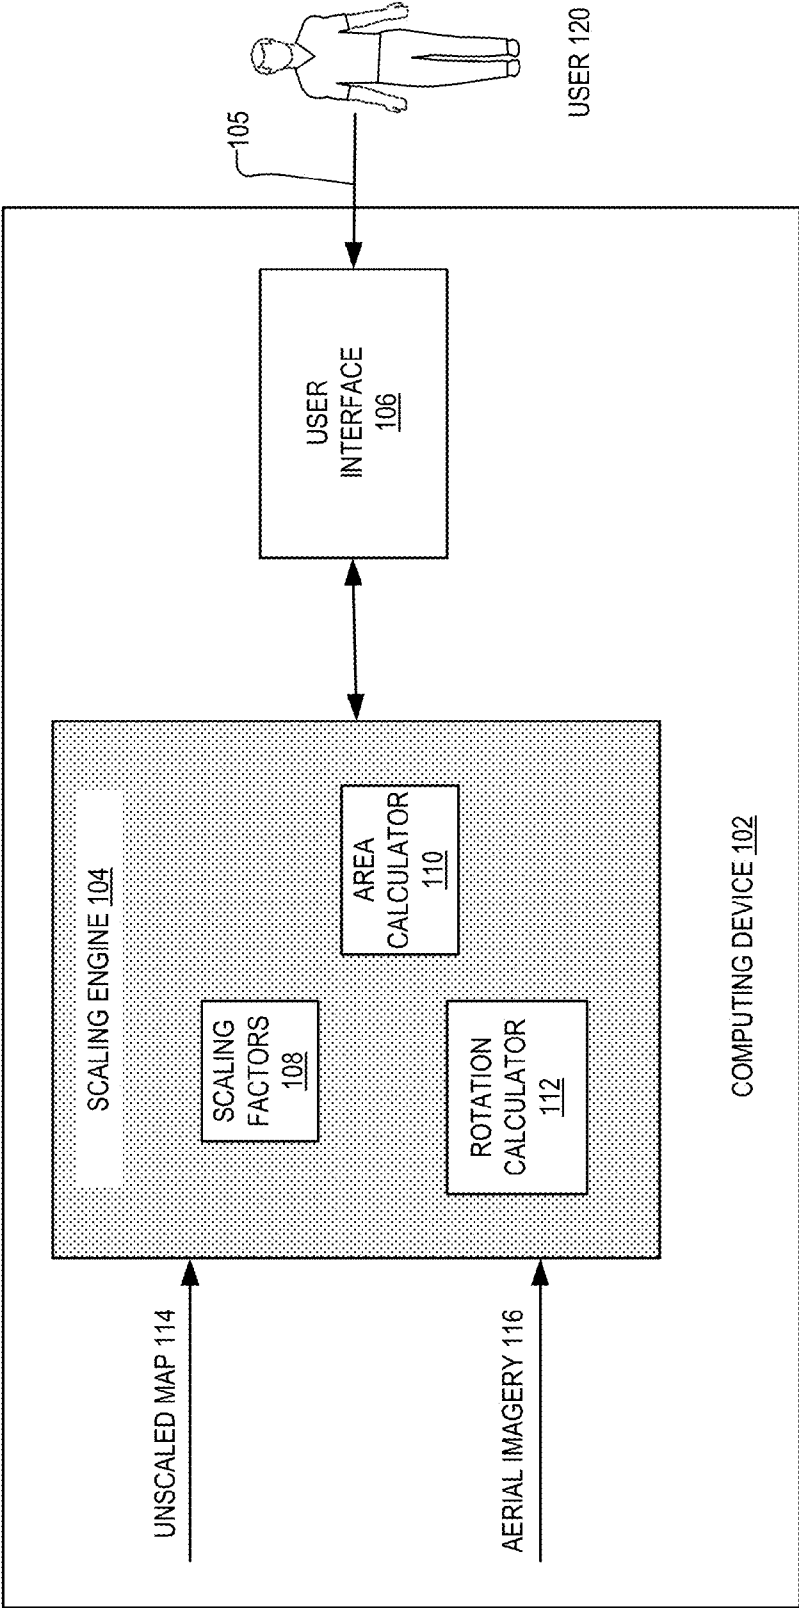 UNSCALED MAP 114
AERIAL IMAGERY 116
SCALING ENGINE 104
SCALING
FACTORS
108
AREA
CALCULATOR
110
ROTATION
CALCULATOR
112
USER
INTERFACE
106
105
USER 120
COMPUTING DEVICE 102